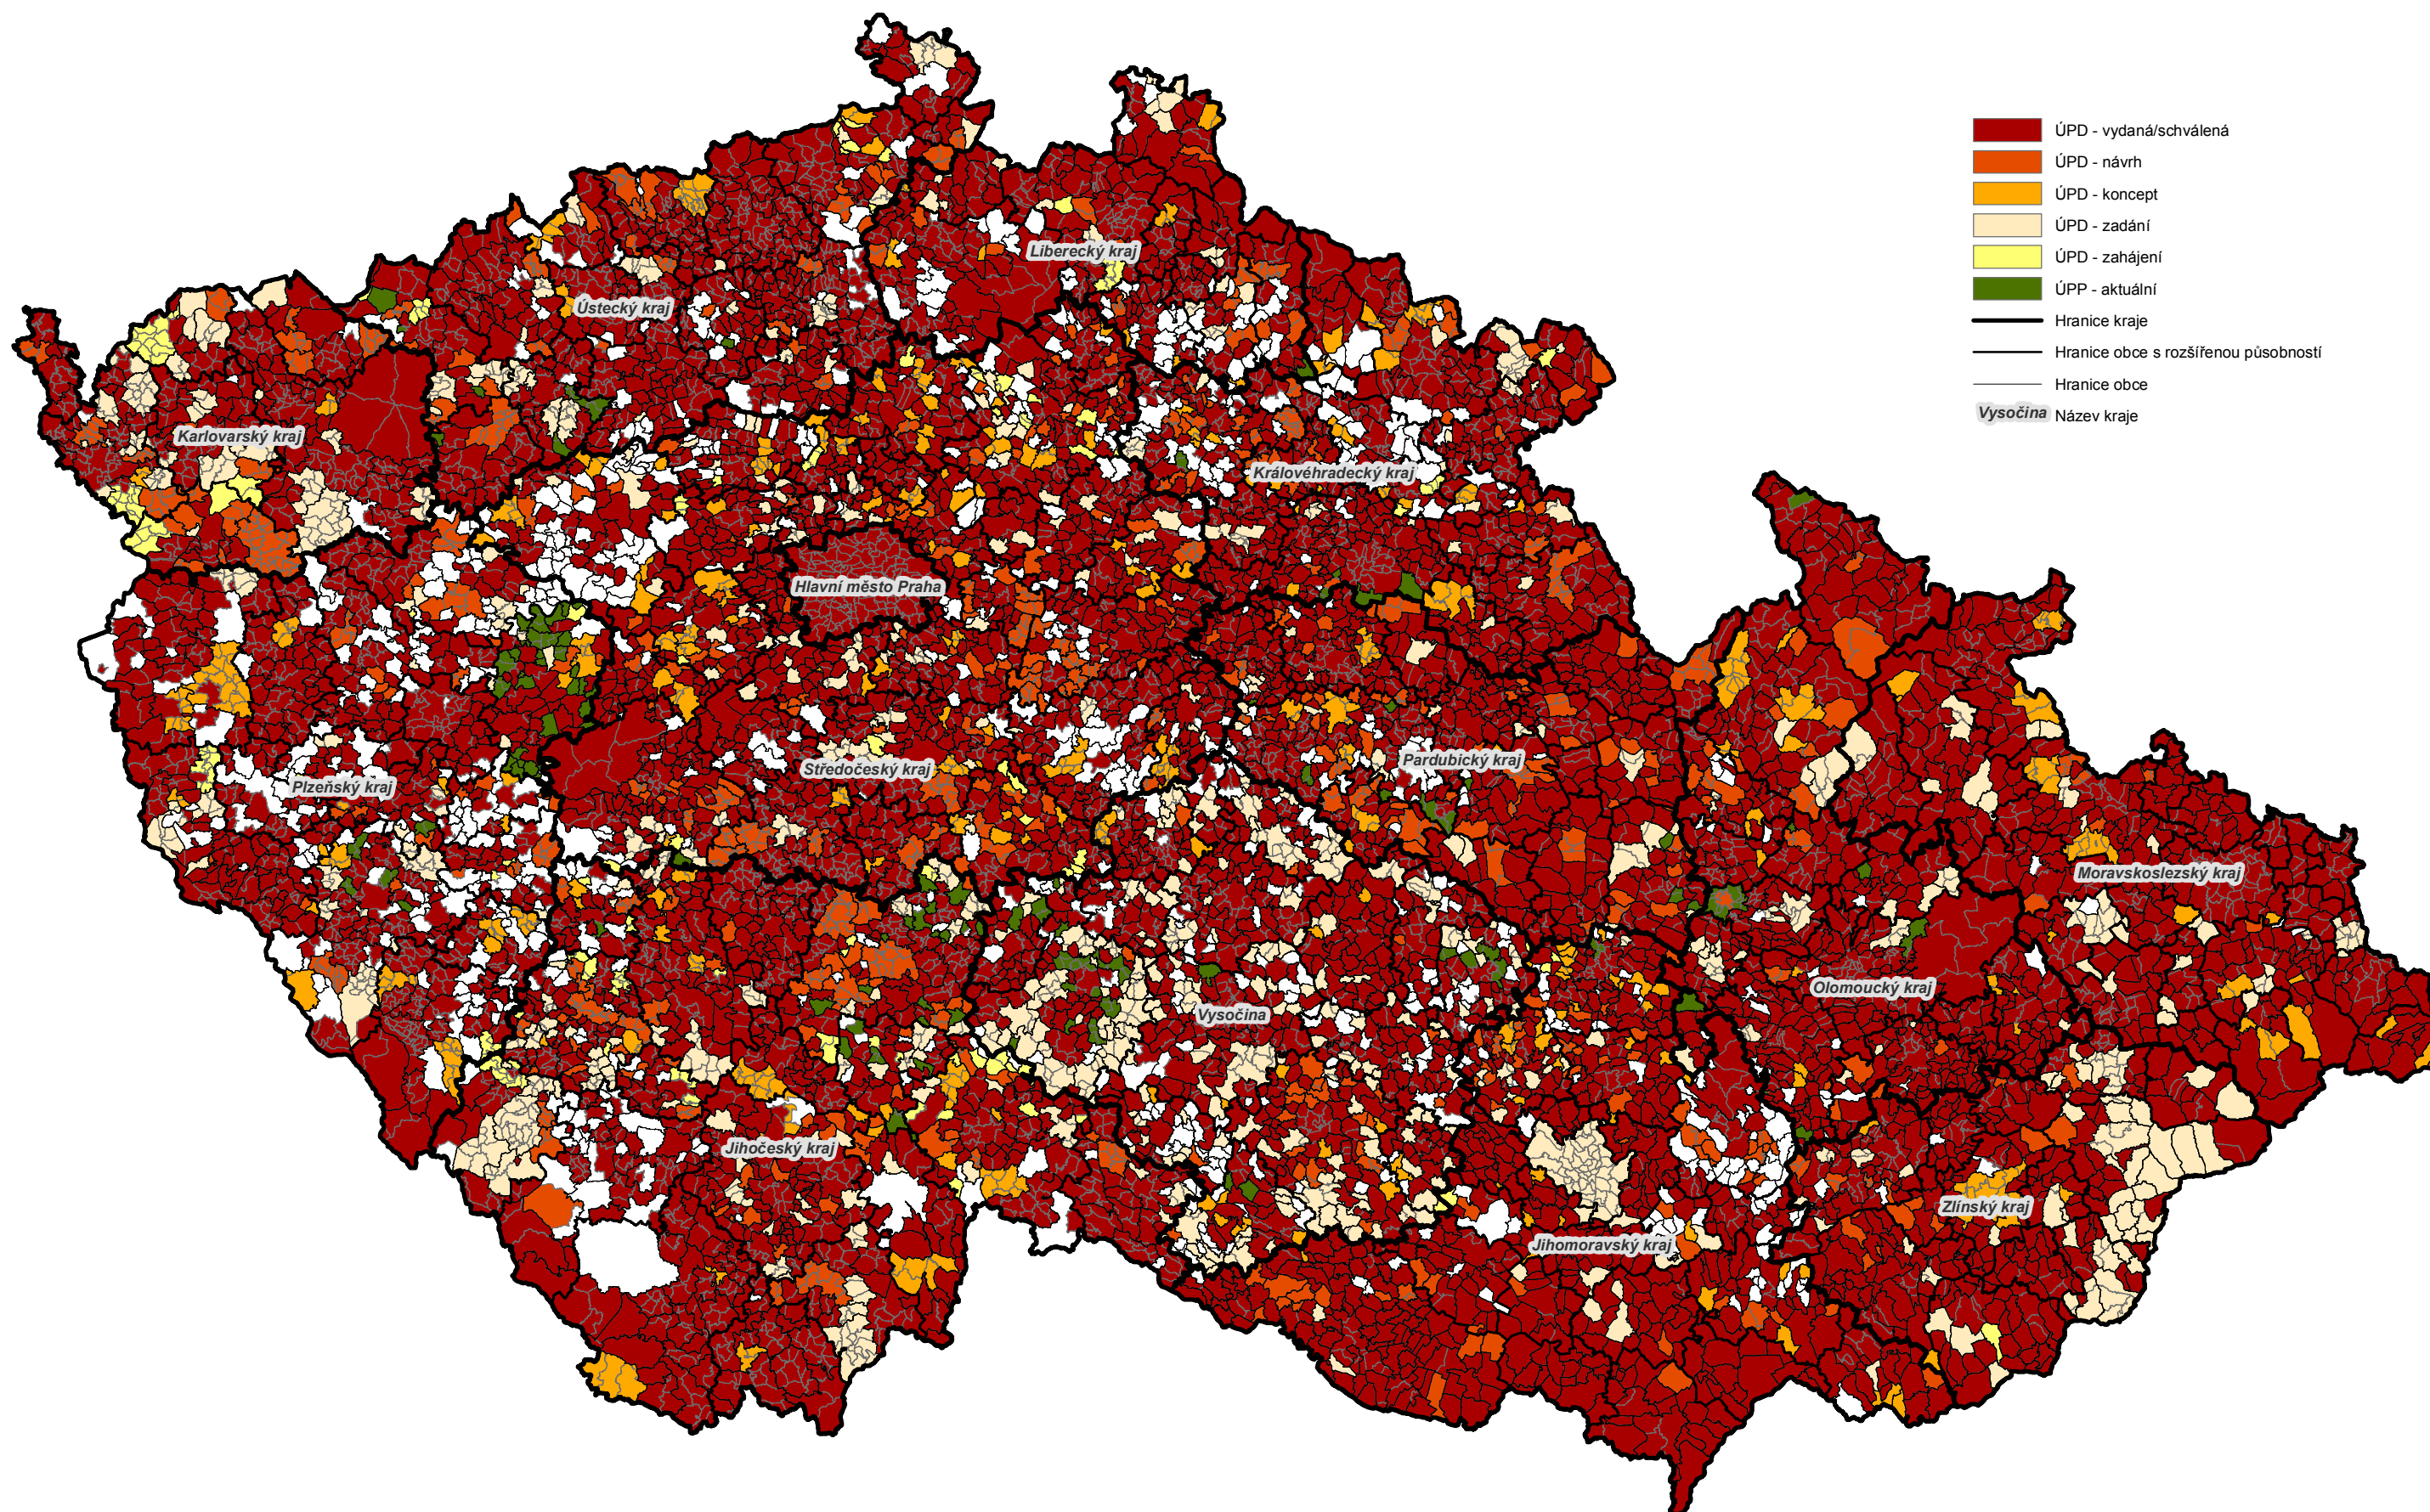 ÚPD - vydaná/schválená
ÚPD - návrh
ÚPD - koncept
ÚPD - zadání
ÚPD - zahájení
ÚPP - aktuální
Hranice kraje
Hranice obce s rozšířenou působností
Hranice obce
Vysočina Název kraje
Liberecký kraj
Ústecký kraj
Karlovarský kraj
Královéhradecký kraj
Hlavní město Praha
Pardubický kraj
Středočeský kraj
Plzeňský kraj
Moravskoslezský kraj
Olomoucký kraj
Vysočina
Jihočeský kraj
Zlínský kraj
Jihomoravský kraj